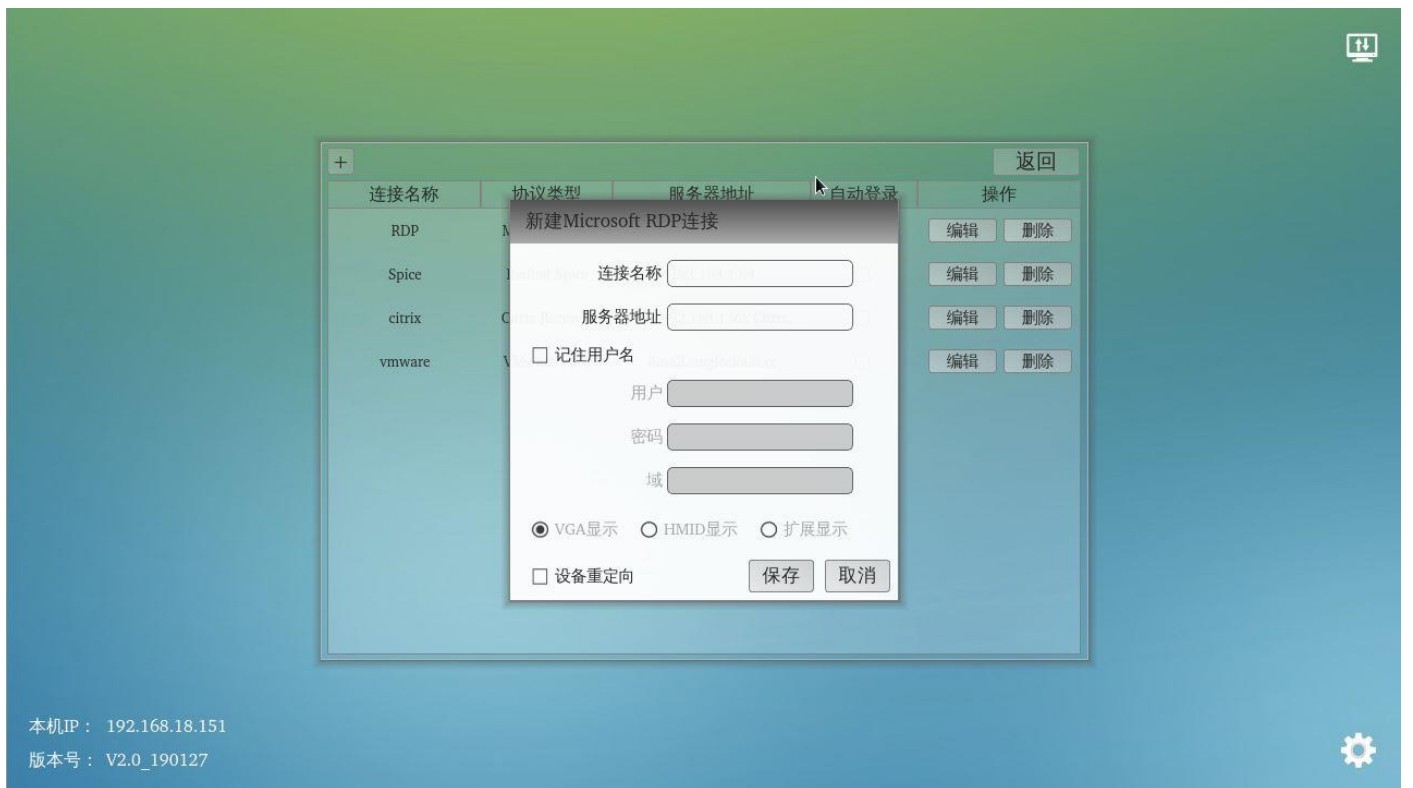 + 返回
连接名称 协议类型 服务器地址 自动登录 操作
新建Microsoft RDP连接
RDP 编辑 删除
连接名称
Spice 编辑 删除
服务器地址
citrix 编辑 删除
记住用户名
vmware 编辑 删除
用户
密码
域
VGA显示 HMID显示 扩展显示
设备重定向 保存 取消
本机IP： 192.168.18.151
版本号： V2.0_190127